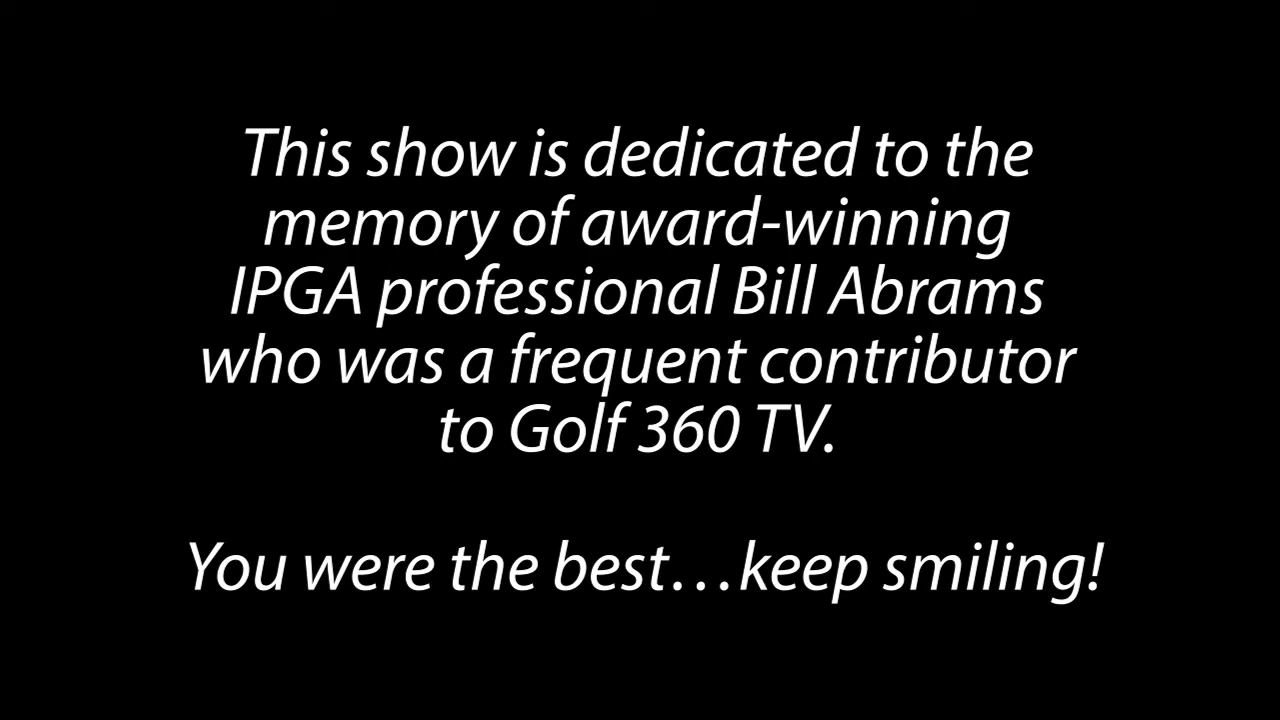 This show is dedicated to the
memory of award-winning
IPGA professional Bill Abrams
who was a frequent contributor
to Golf 360 TV.
You were the best…keep smiling!